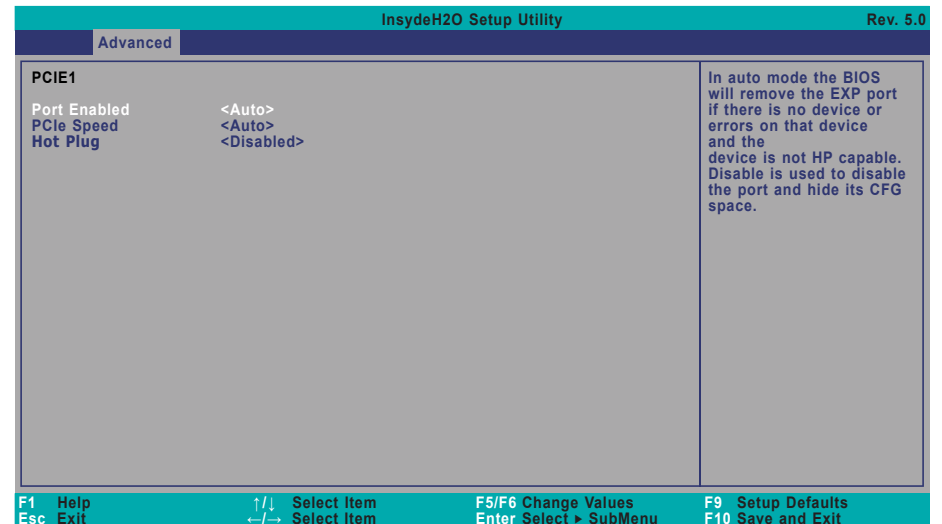 InsydeH2O Setup Utility Rev. 5.0
Advanced
PCIE1
Port Enabled <Auto>
PCIe Speed <Auto>
Hot Plug <Disabled>
In auto mode the BIOS
will remove the EXP port
if there is no device or
errors on that device
and the
device is not HP capable.
Disable is used to disable
the port and hide its CFG
space.
F1 Help ↑/↓ Select Item F5/F6 Change Values F9 Setup Defaults
Esc Exit ←/→ Select Item Enter Select ▸ SubMenu F10 Save and Exit